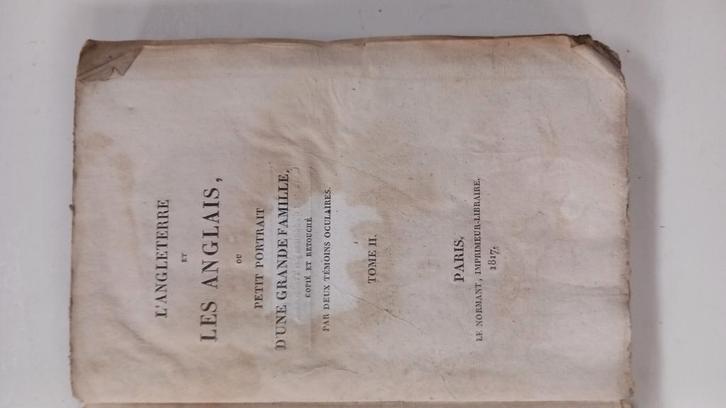 L'ANGLETERRE
ET
LES ANGLAIS,
OU
PETIT PORTRAIT
D'UNE GRANDE FAMILLE,
COPIÉ ET RETOUCHÉ
PAR DEUX TÉMOINS OCULAIRES.
TOME II.
PARIS,
LE NORMANT, IMPRIMEUR-LIBRAIRE.
1817.